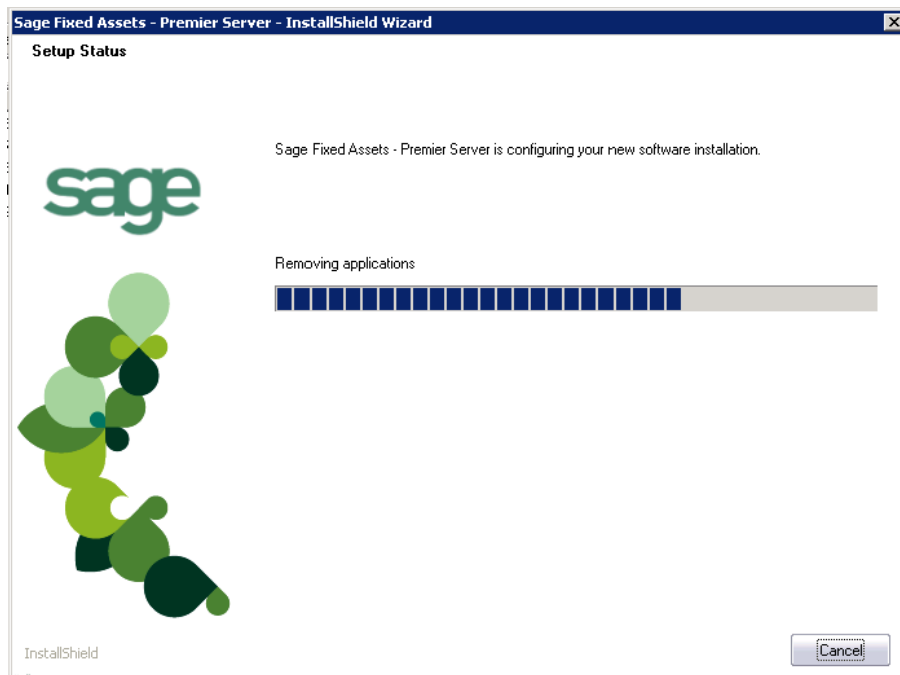 Sage Fixed Assets - Premier Server - InstallShield Wizard
Setup Status
Sage Fixed Assets - Premier Server is configuring your new software installation.
sage
Removing applications
InstallShield
Cancel